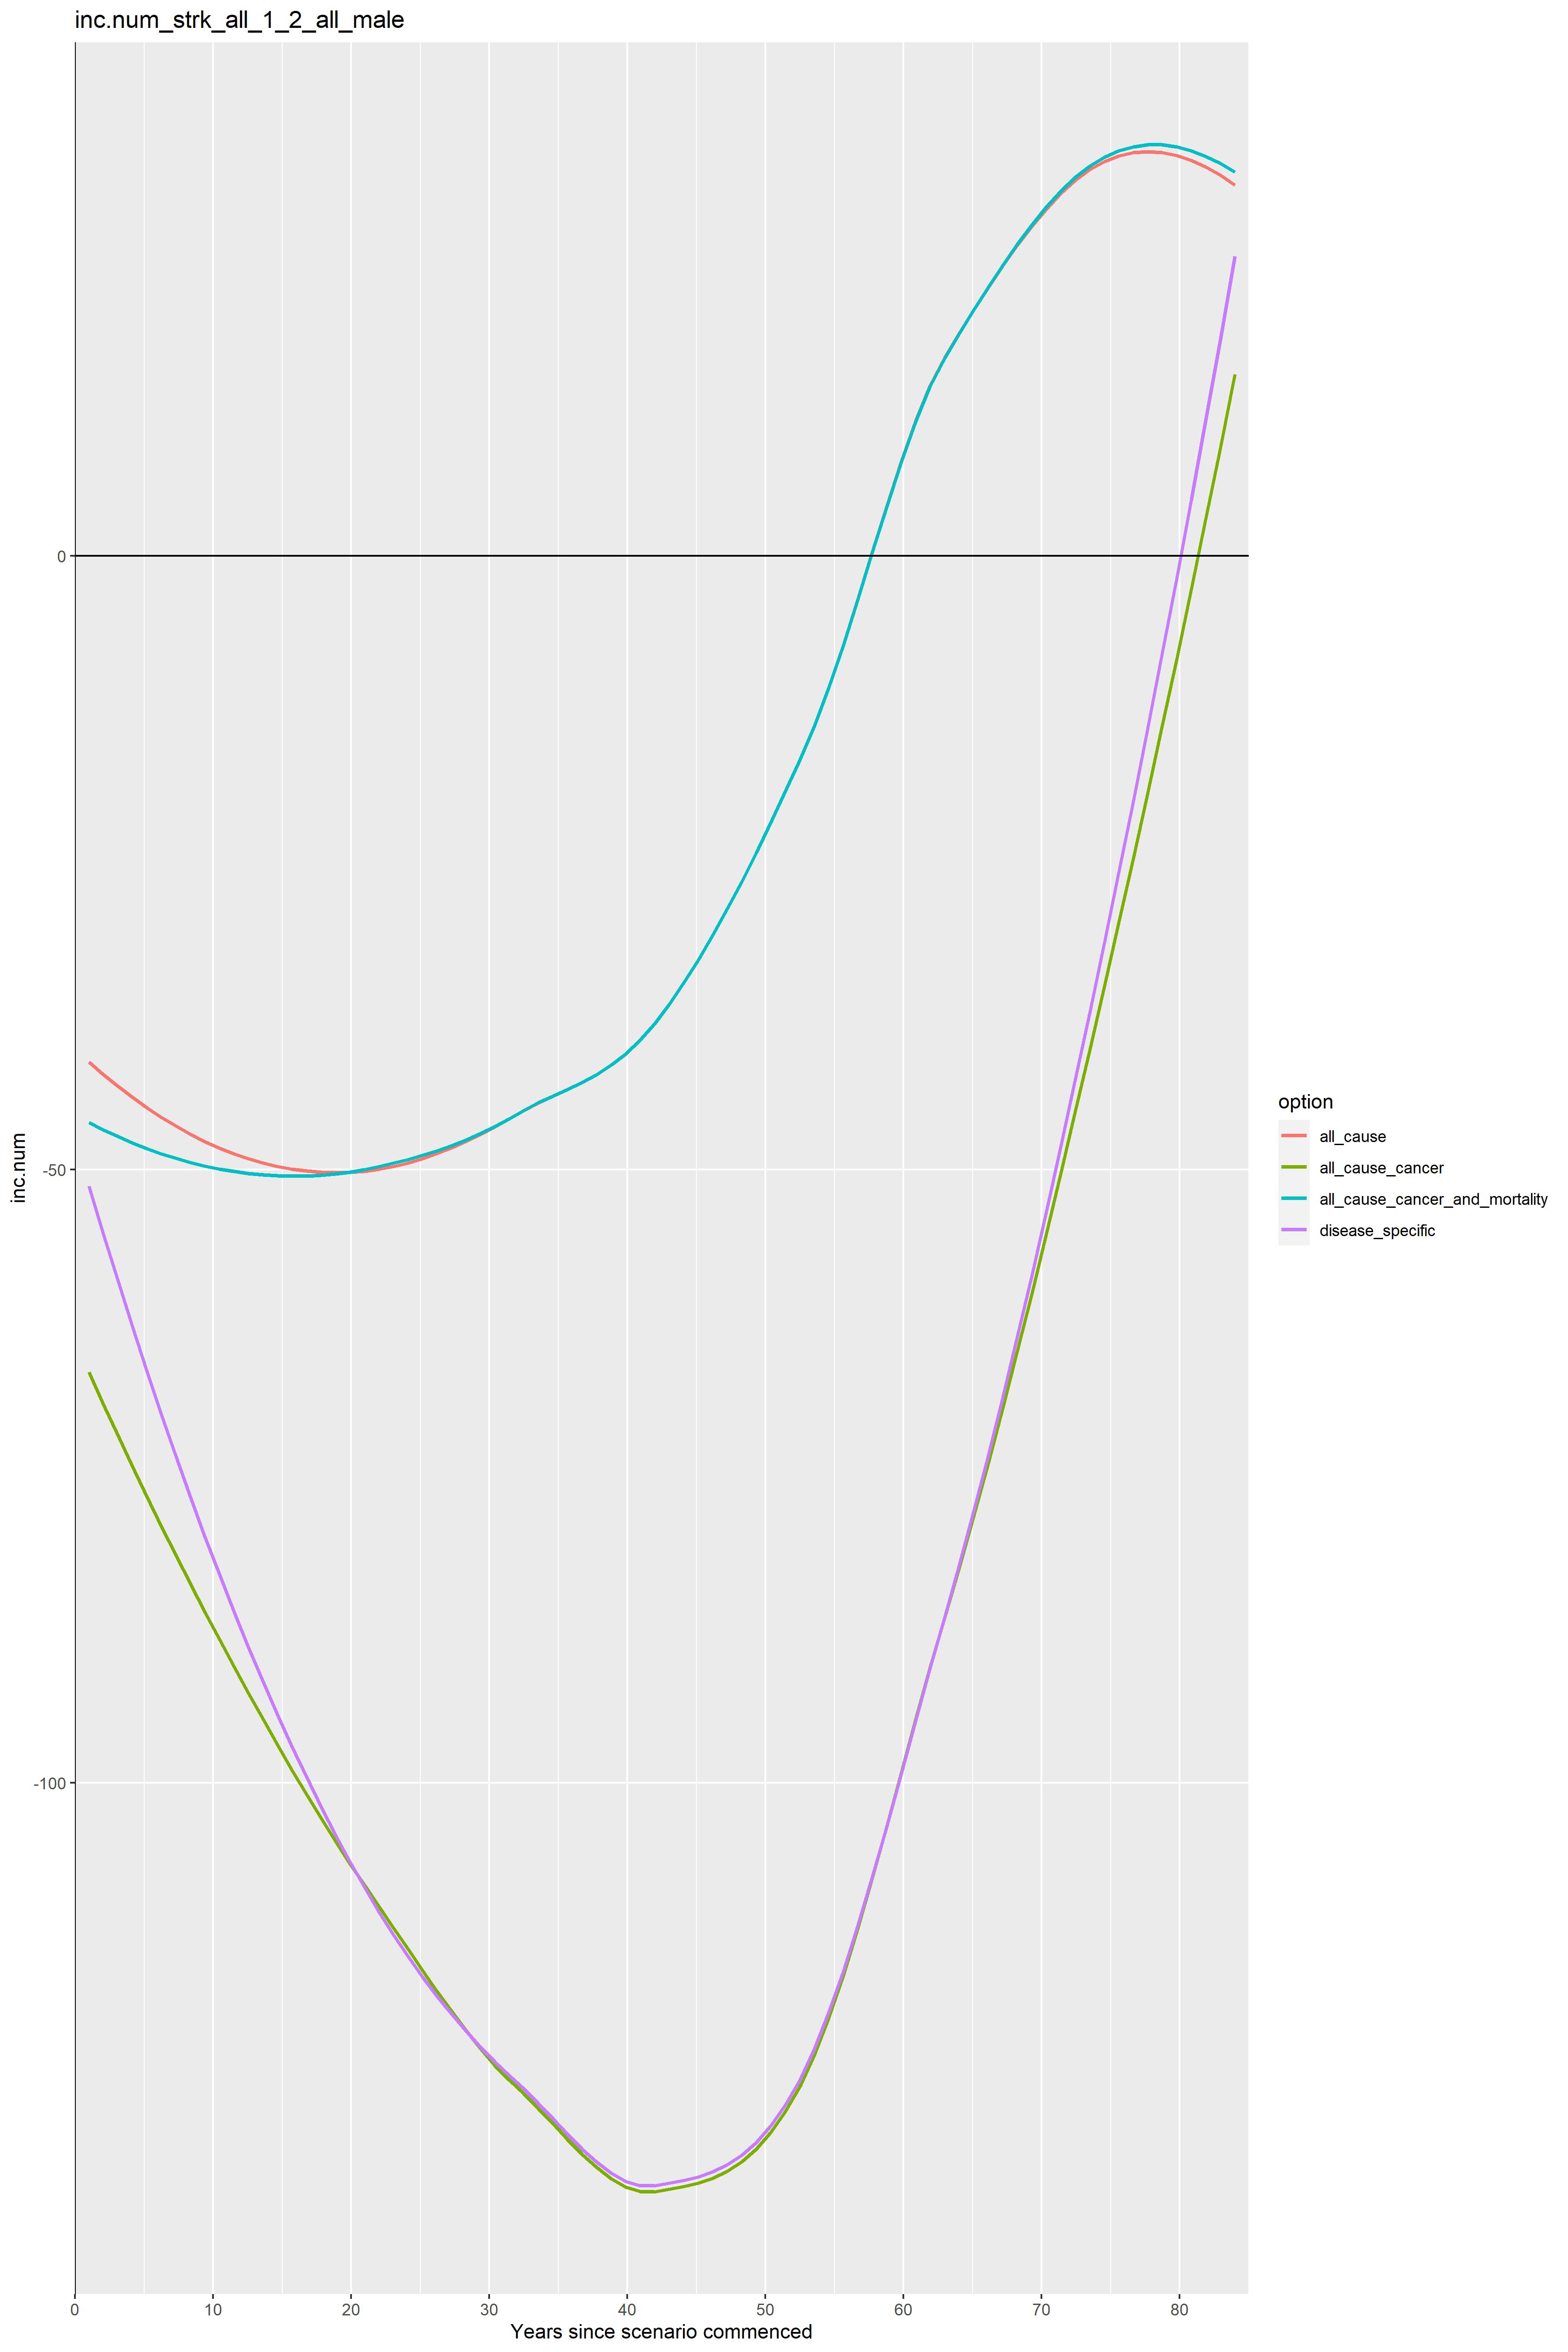 inc.num_strk_all_1_2_all_male
inc.num
0
-50
-100
0 10 20 30 40 50 60 70 80
Years since scenario commenced
option
all_cause
all_cause_cancer
all_cause_cancer_and_mortality
disease_specific